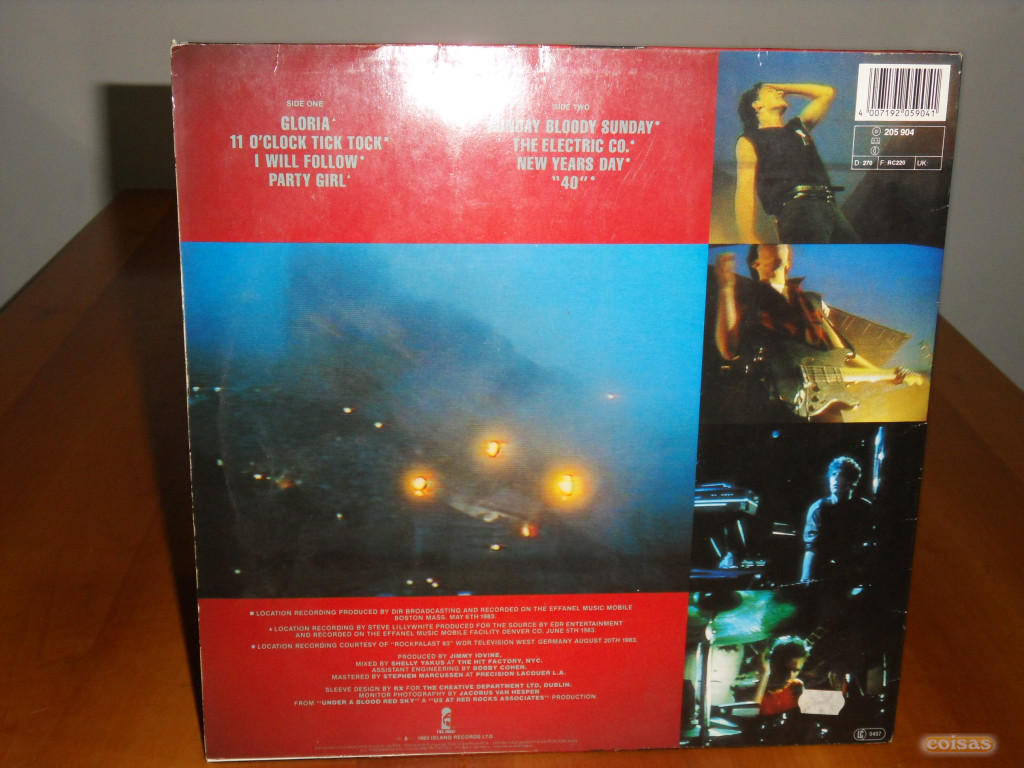 SIDE ONE
GLORIA
11 O'CLOCK TICK TOCK*
I WILL FOLLOW*
PARTY GIRL*
SIDE TWO
SUNDAY BLOODY SUNDAY*
THE ELECTRIC CO.*
NEW YEARS DAY*
"40"*
4 007192 059041
205 904
D: 270 F: RC220 UK:
LOCATION RECORDING PRODUCED BY DIR BROADCASTING AND RECORDED ON THE EFFANEL MUSIC MOBILE
BOSTON MASS. MAY 6TH 1983.
LOCATION RECORDING BY STEVE LILLYWHITE PRODUCED FOR THE SOURCE BY EDR ENTERTAINMENT
AND RECORDED ON THE EFFANEL MUSIC MOBILE FACILITY DENVER CO. JUNE 5TH 1983.
LOCATION RECORDING COURTESY OF "ROCKPALAST 83" WDR TELEVISION WEST GERMANY AUGUST 20TH 1983.
PRODUCED BY JIMMY IOVINE,
MIXED BY SHELLY YAKUS AT THE HIT FACTORY, NYC.
ASSISTANT ENGINEERING BY BOBBY COHEN.
MASTERED BY STEPHEN MARCUSSEN AT PRECISION LACQUER L.A.
SLEEVE DESIGN BY RX FOR THE CREATIVE DEPARTMENT LTD, DUBLIN.
MONITOR PHOTOGRAPHY BY JACOBUS VAN HESPEN
FROM "UNDER A BLOOD RED SKY" A "U2 AT RED ROCKS ASSOCIATES" PRODUCTION.
ISLAND
1983 ISLAND RECORDS LTD.
LC 0407
coisas